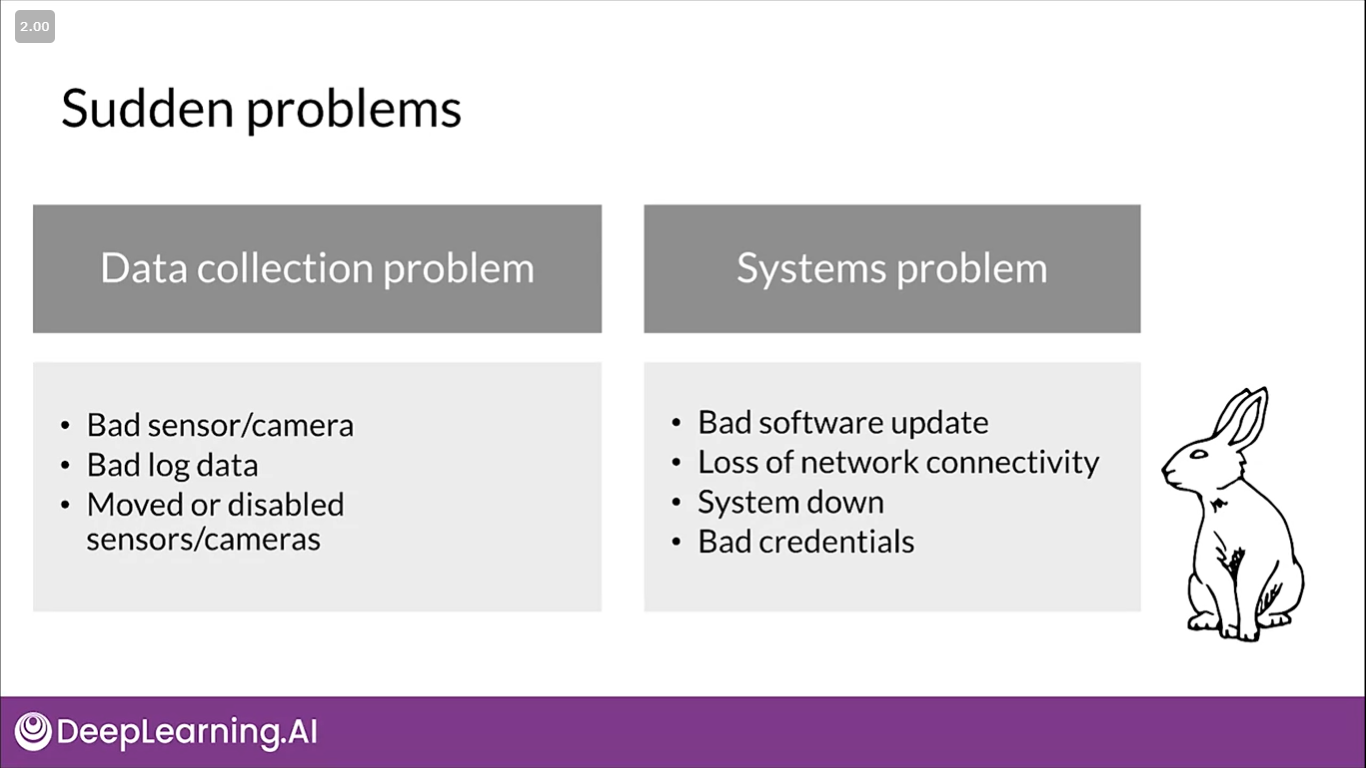 2.00
Sudden problems
Data collection problem
• Bad sensor/camera
• Bad log data
• Moved or disabled
sensors/cameras
Systems problem
• Bad software update
• Loss of network connectivity
• System down
• Bad credentials
DeepLearning.AI